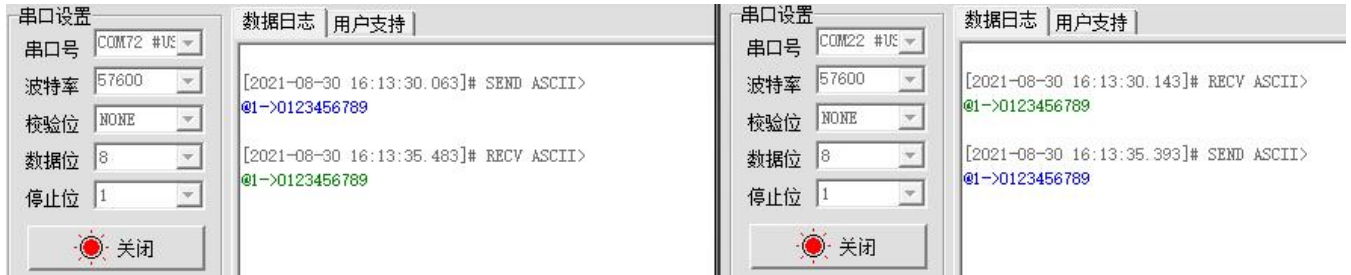 串口设置
串口号 COM72 #US
波特率 57600
校验位 NONE
数据位 8
停止位 1
关闭
数据日志 用户支持
[2021-08-30 16:13:30.063]# SEND ASCII>
@1->0123456789
[2021-08-30 16:13:35.483]# RECV ASCII>
@1->0123456789
串口设置
串口号 COM22 #US
波特率 57600
校验位 NONE
数据位 8
停止位 1
关闭
数据日志 用户支持
[2021-08-30 16:13:30.143]# RECV ASCII>
@1->0123456789
[2021-08-30 16:13:35.393]# SEND ASCII>
@1->0123456789